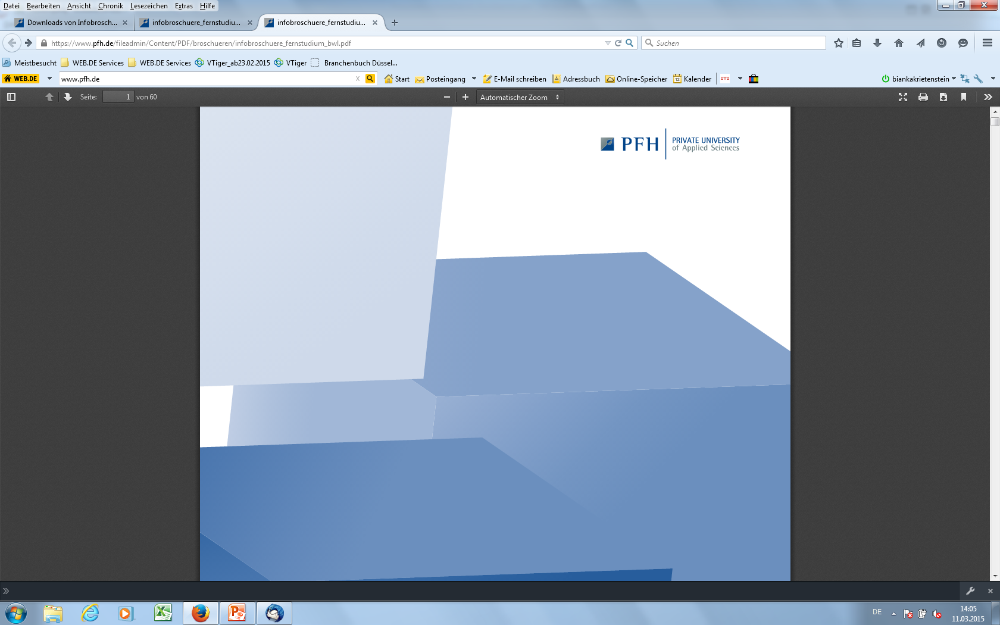 Datei Bearbeiten Ansicht Chronik Lesezeichen Extras Hilfe
Downloads von Infobrosch... infobroschuere_fernstudiu... infobroschuere_fernstudiu...
https://www.pfh.de/fileadmin/Content/PDF/broschueren/infobroschuere_fernstudium_bwl.pdf Suchen
Meistbesucht WEB.DE Services WEB.DE Services VTiger_ab23.02.2015 VTiger Branchenbuch Düssel...
WEB.DE www.pfh.de X Start Posteingang E-Mail schreiben Adressbuch Online-Speicher 12 Kalender OTTO biankakrietenstein
Seite: 1 von 60 Automatischer Zoom
PFH PRIVATE UNIVERSITY
of Applied Sciences
DE 14:05
11.03.2015